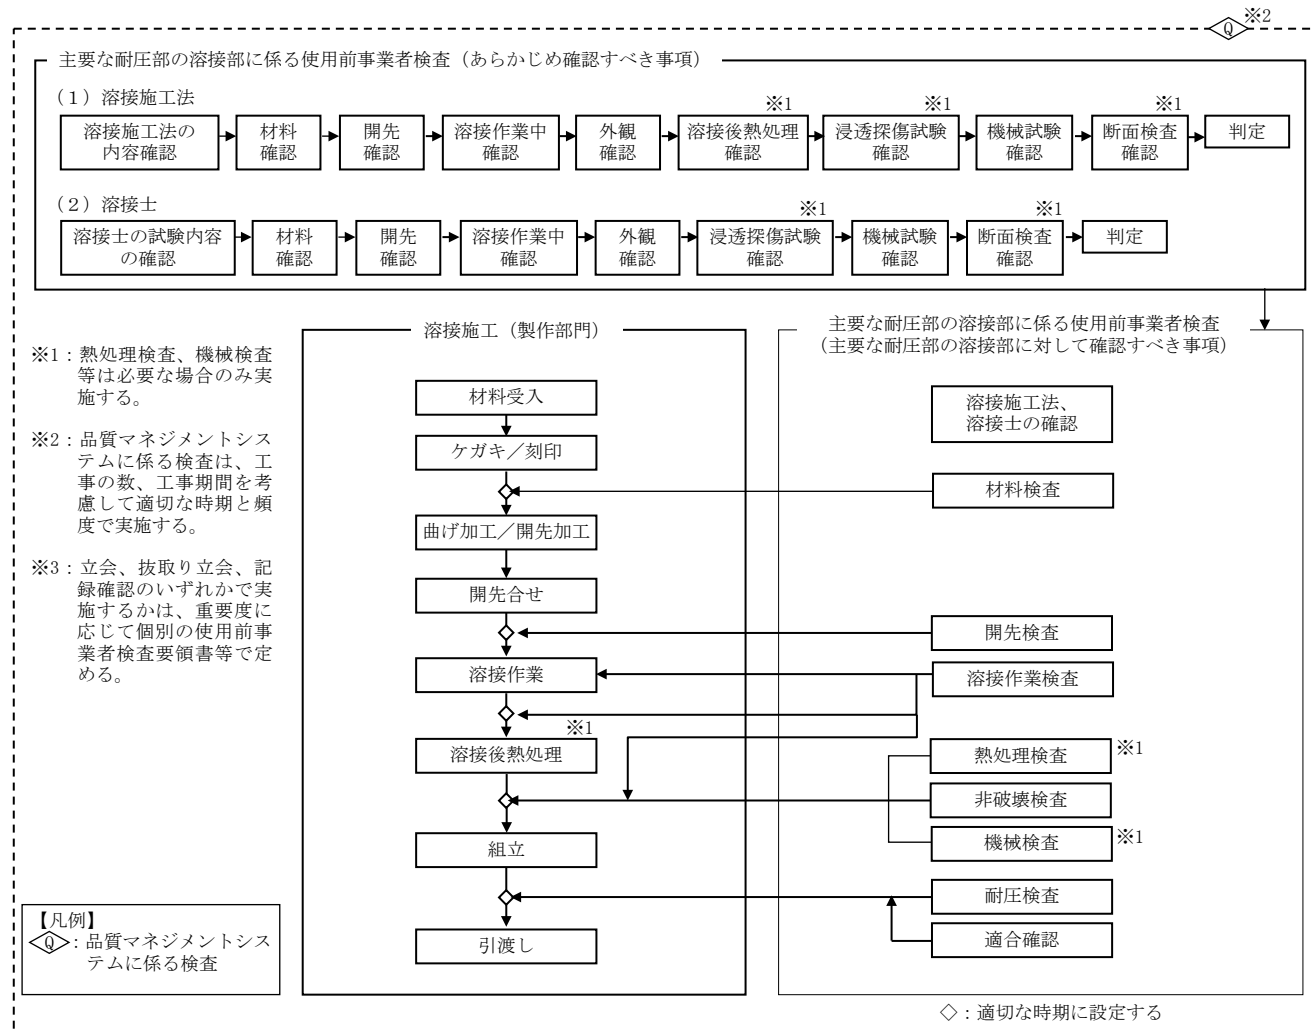 Q ※2
主要な耐圧部の溶接部に係る使用前事業者検査（あらかじめ確認すべき事項）
（１）溶接施工法
※1 ※1 ※1
溶接施工法の
内容確認
材料
確認
開先
確認
溶接作業中
確認
外観
確認
溶接後熱処理
確認
浸透探傷試験
確認
機械試験
確認
断面検査
確認
判定
（２）溶接士
※1 ※1
溶接士の試験内容
の確認
材料
確認
開先
確認
溶接作業中
確認
外観
確認
浸透探傷試験
確認
機械試験
確認
断面検査
確認
判定
※1：熱処理検査、機械検査
等は必要な場合のみ実
施する。
※2：品質マネジメントシス
テムに係る検査は、工
事の数、工事期間を考
慮して適切な時期と頻
度で実施する。
※3：立会、抜取り立会、記
録確認のいずれかで実
施するかは、重要度に
応じて個別の使用前事
業者検査要領書等で定
める。
【凡例】
Q：品質マネジメントシス
テムに係る検査
溶接施工（製作部門）
材料受入
ケガキ／刻印
曲げ加工／開先加工
開先合せ
溶接作業
※1
溶接後熱処理
組立
引渡し
主要な耐圧部の溶接部に係る使用前事業者検査
（主要な耐圧部の溶接部に対して確認すべき事項）
溶接施工法、
溶接士の確認
材料検査
開先検査
溶接作業検査
熱処理検査 ※1
非破壊検査
機械検査 ※1
耐圧検査
適合確認
◇：適切な時期に設定する